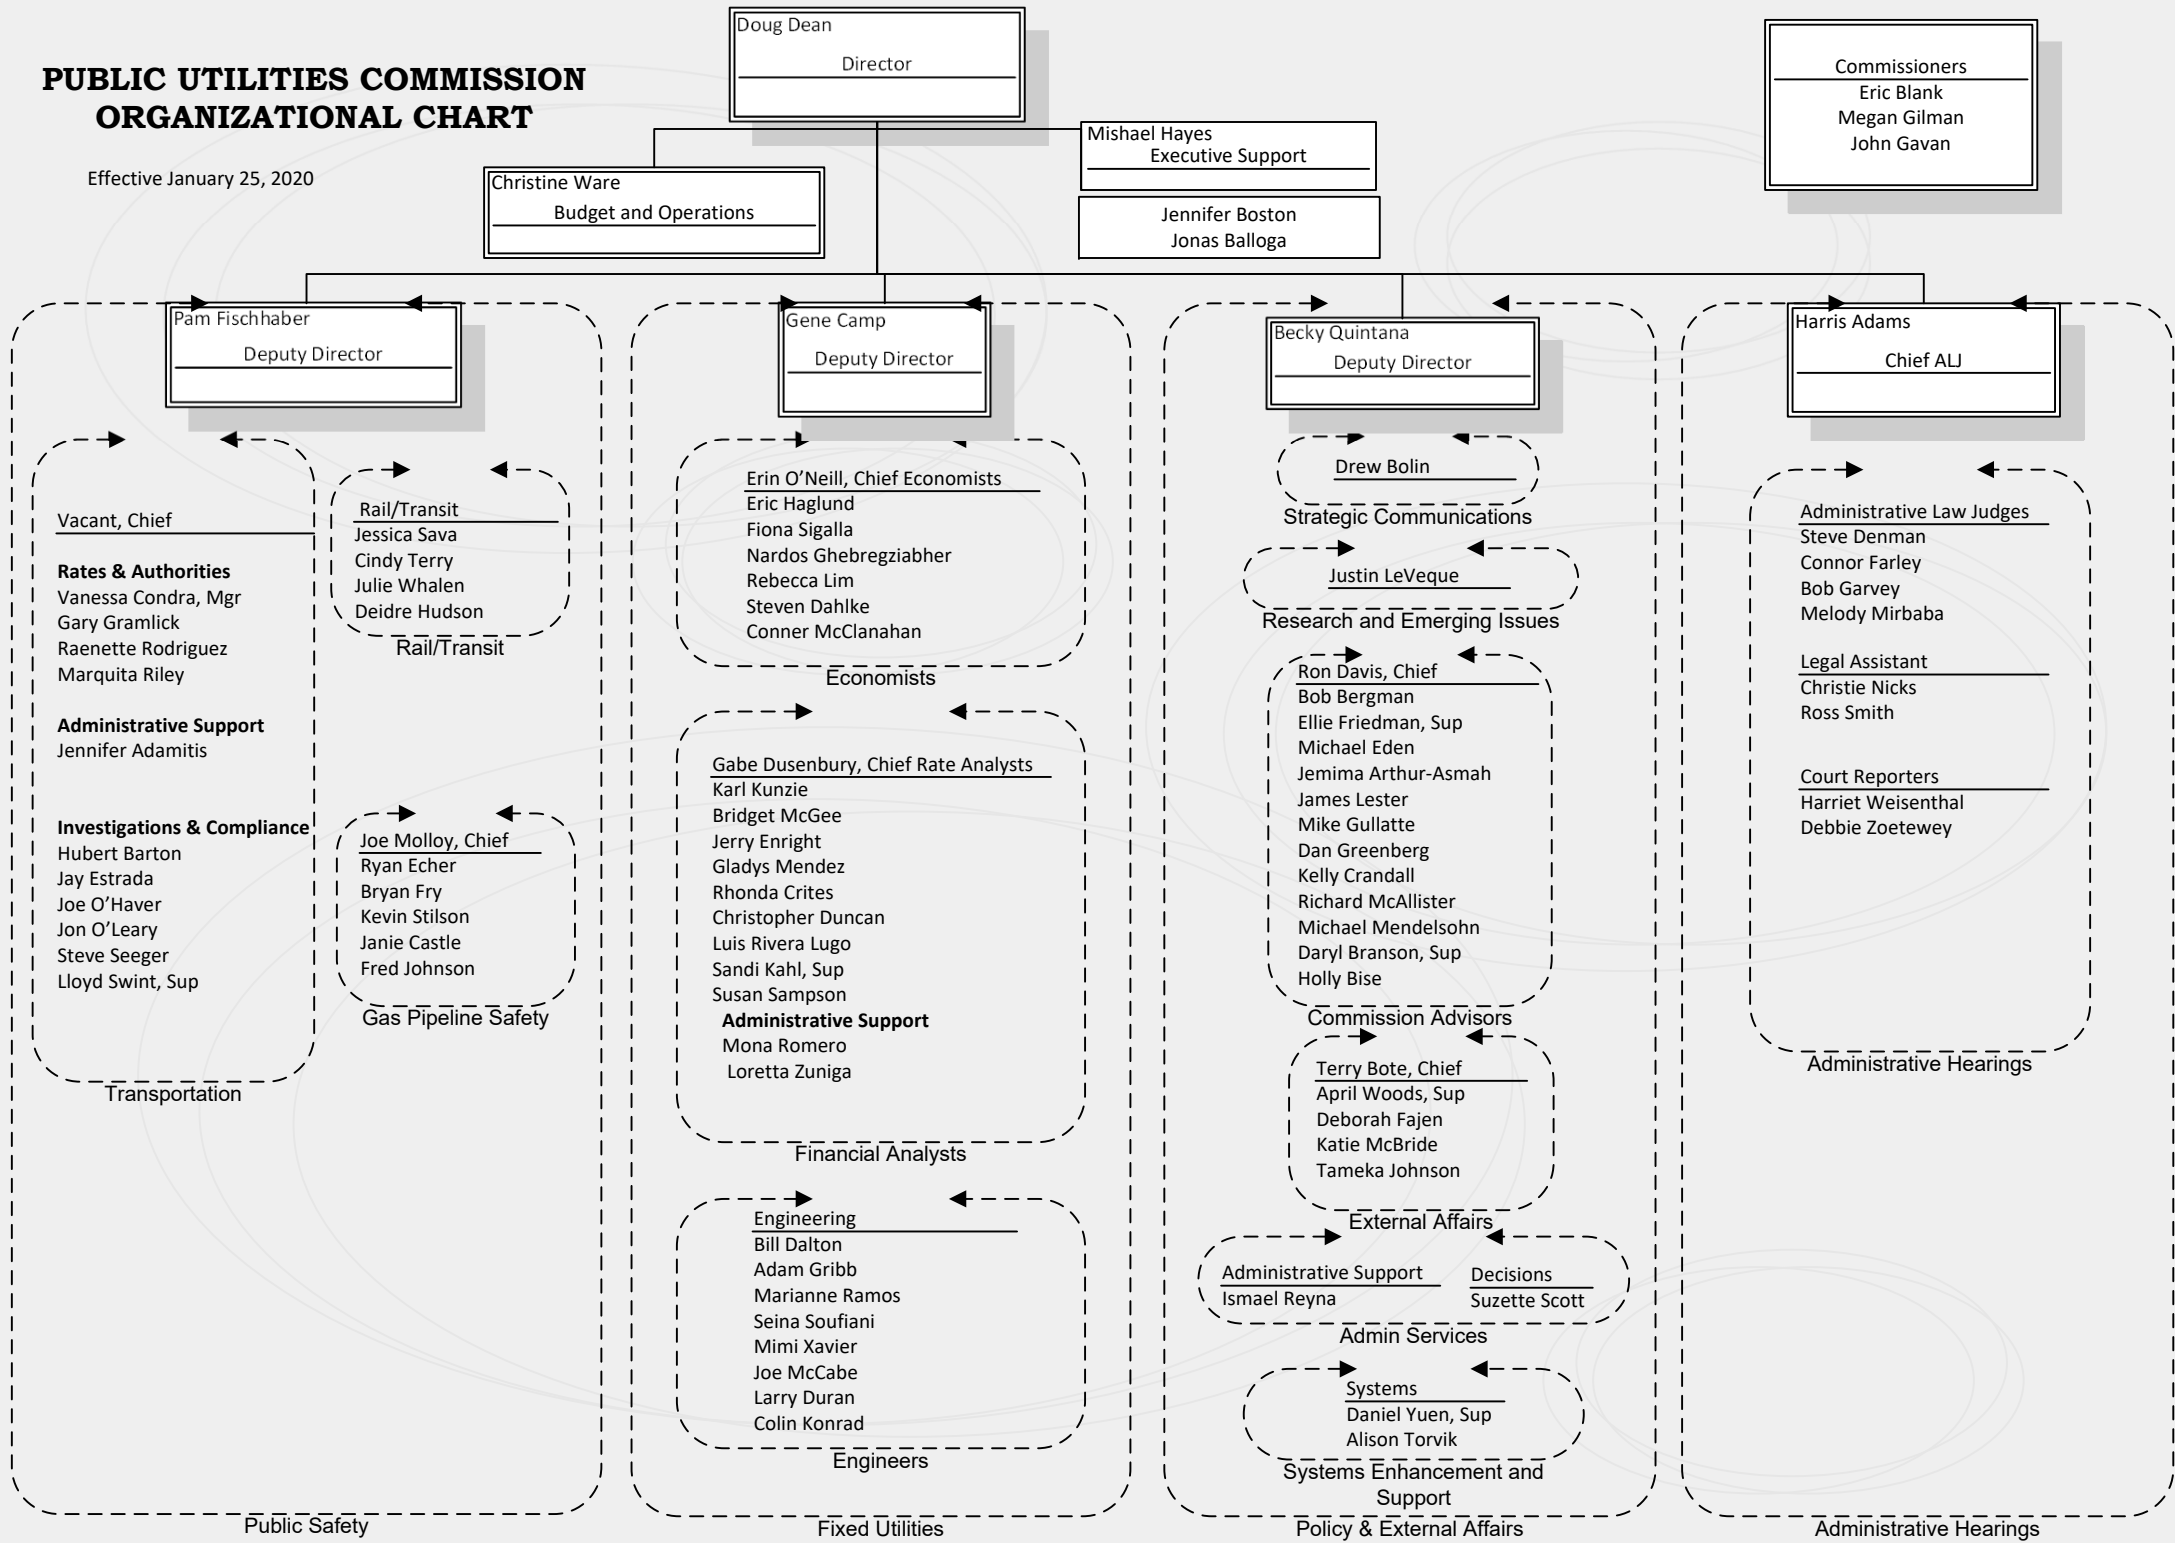 PUBLIC UTILITIES COMMISSION
ORGANIZATIONAL CHART
Effective January 25, 2020
Doug Dean
Director
Commissioners
Eric Blank
Megan Gilman
John Gavan
Mishael Hayes
Executive Support
Jennifer Boston
Jonas Balloga
Christine Ware
Budget and Operations
Pam Fischhaber
Deputy Director
Vacant, Chief
Rates & Authorities
Vanessa Condra, Mgr
Gary Gramlick
Raenette Rodriguez
Marquita Riley
Administrative Support
Jennifer Adamitis
Investigations & Compliance
Hubert Barton
Jay Estrada
Joe O’Haver
Jon O’Leary
Steve Seeger
Lloyd Swint, Sup
Transportation
Rail/Transit
Jessica Sava
Cindy Terry
Julie Whalen
Deidre Hudson
Rail/Transit
Joe Molloy, Chief
Ryan Echer
Bryan Fry
Kevin Stilson
Janie Castle
Fred Johnson
Gas Pipeline Safety
Public Safety
Gene Camp
Deputy Director
Erin O’Neill, Chief Economists
Eric Haglund
Fiona Sigalla
Nardos Ghebregziabher
Rebecca Lim
Steven Dahlke
Conner McClanahan
Economists
Gabe Dusenbury, Chief Rate Analysts
Karl Kunzie
Bridget McGee
Jerry Enright
Gladys Mendez
Rhonda Crites
Christopher Duncan
Luis Rivera Lugo
Sandi Kahl, Sup
Susan Sampson
Administrative Support
Mona Romero
Loretta Zuniga
Financial Analysts
Engineering
Bill Dalton
Adam Gribb
Marianne Ramos
Seina Soufiani
Mimi Xavier
Joe McCabe
Larry Duran
Colin Konrad
Engineers
Fixed Utilities
Becky Quintana
Deputy Director
Drew Bolin
Strategic Communications
Justin LeVeque
Research and Emerging Issues
Ron Davis, Chief
Bob Bergman
Ellie Friedman, Sup
Michael Eden
Jemima Arthur-Asmah
James Lester
Mike Gullatte
Dan Greenberg
Kelly Crandall
Richard McAllister
Michael Mendelsohn
Daryl Branson, Sup
Holly Bise
Commission Advisors
Terry Bote, Chief
April Woods, Sup
Deborah Fajen
Katie McBride
Tameka Johnson
External Affairs
Administrative Support
Ismael Reyna
Decisions
Suzette Scott
Admin Services
Systems
Daniel Yuen, Sup
Alison Torvik
Systems Enhancement and
Support
Policy & External Affairs
Harris Adams
Chief ALJ
Administrative Law Judges
Steve Denman
Connor Farley
Bob Garvey
Melody Mirbaba
Legal Assistant
Christie Nicks
Ross Smith
Court Reporters
Harriet Weisenthal
Debbie Zoetewey
Administrative Hearings
Administrative Hearings